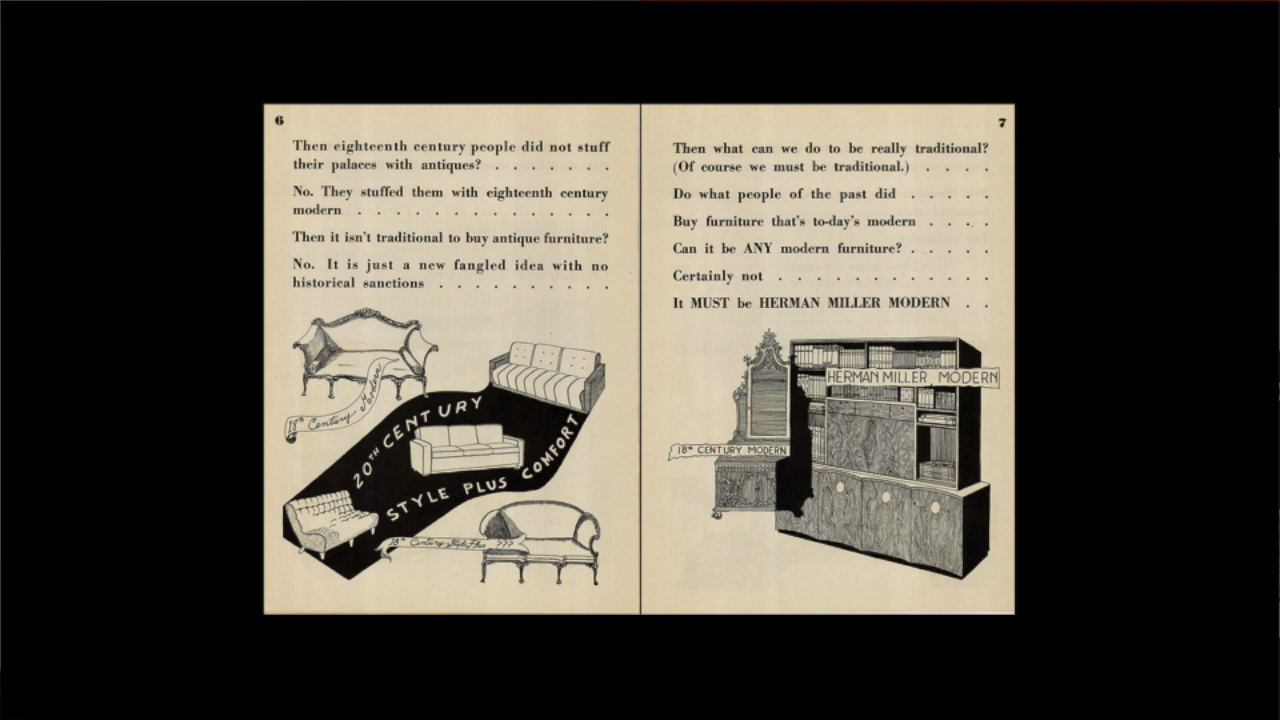 6
Then eighteenth century people did not stuff
their palaces with antiques? . . . . . . .
No. They stuffed them with eighteenth century
modern . . . . . . . . . . . . . .
Then it isn't traditional to buy antique furniture?
No. It is just a new fangled idea with no
historical sanctions . . . . . . . . . .
18th Century Modern
20TH CENTURY
STYLE PLUS COMFORT
18th Century Style Plus ???
7
Then what can we do to be really traditional?
(Of course we must be traditional.) . . . .
Do what people of the past did . . . . .
Buy furniture that's to-day's modern . . . .
Can it be ANY modern furniture? . . . . .
Certainly not . . . . . . . . . . . .
It MUST be HERMAN MILLER MODERN . .
HERMAN MILLER MODERN
18TH CENTURY MODERN